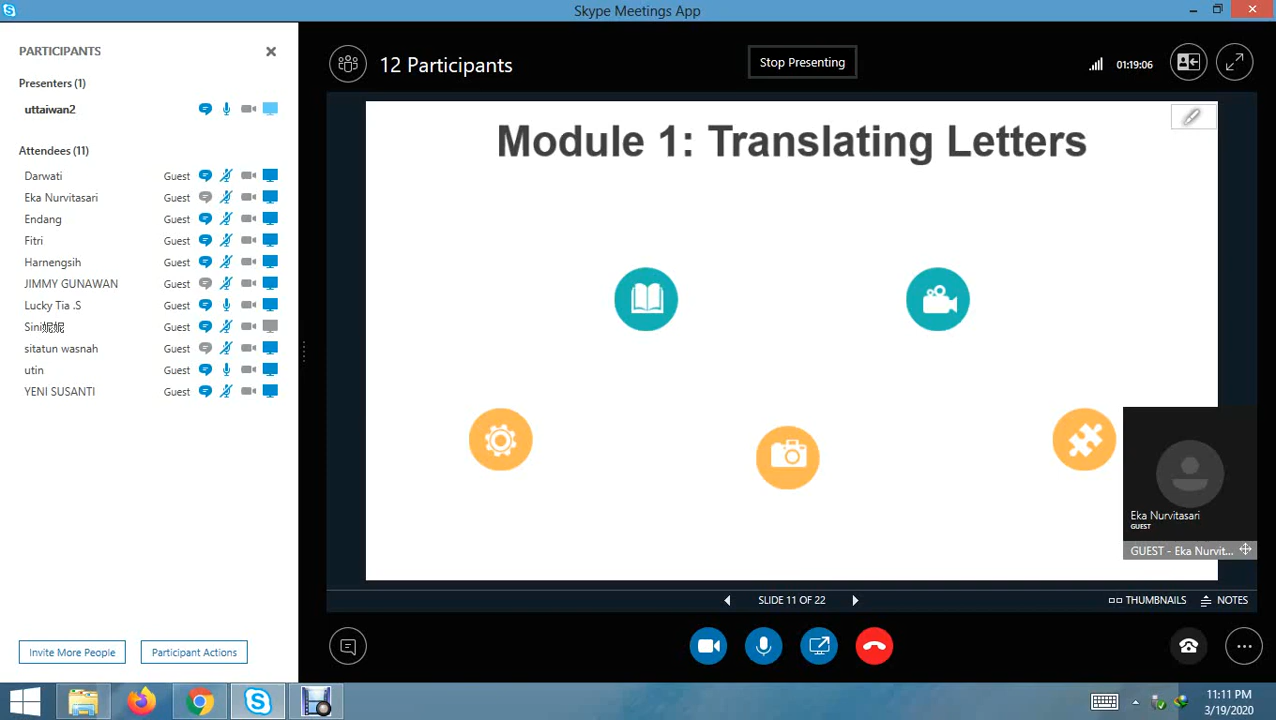 Skype Meetings App
PARTICIPANTS
Presenters (1)
uttaiwan2
Attendees (11)
Darwati Guest
Eka Nurvitasari Guest
Endang Guest
Fitri Guest
Harnengsih Guest
JIMMY GUNAWAN Guest
Lucky Tia .S Guest
Sini妮妮 Guest
sitatun wasnah Guest
utin Guest
YENI SUSANTI Guest
Invite More People
Participant Actions
12 Participants
Stop Presenting
01:19:06
Module 1: Translating Letters
Eka Nurvitasari
GUEST
GUEST - Eka Nurvit...
SLIDE 11 OF 22
THUMBNAILS
NOTES
11:11 PM
3/19/2020